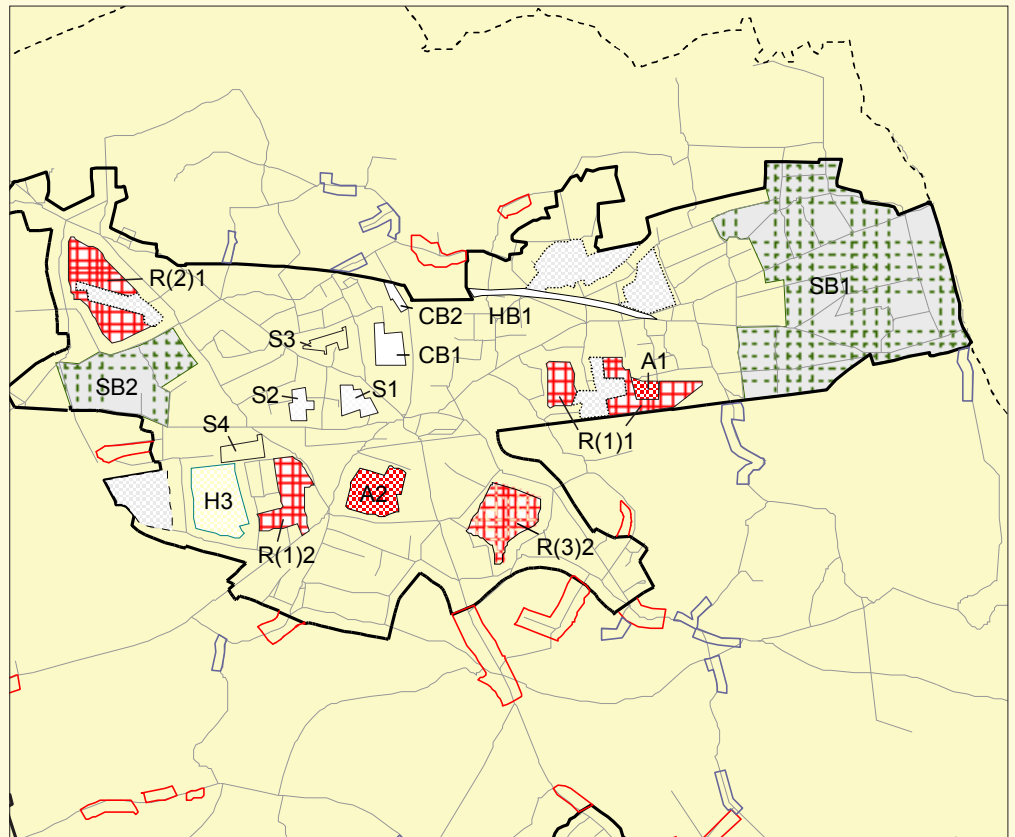 R(2)1
SB1
CB2
HB1
S3
CB1
A1
SB2
S2
S1
S4
R(1)1
A2
H3
R(3)2
R(1)2